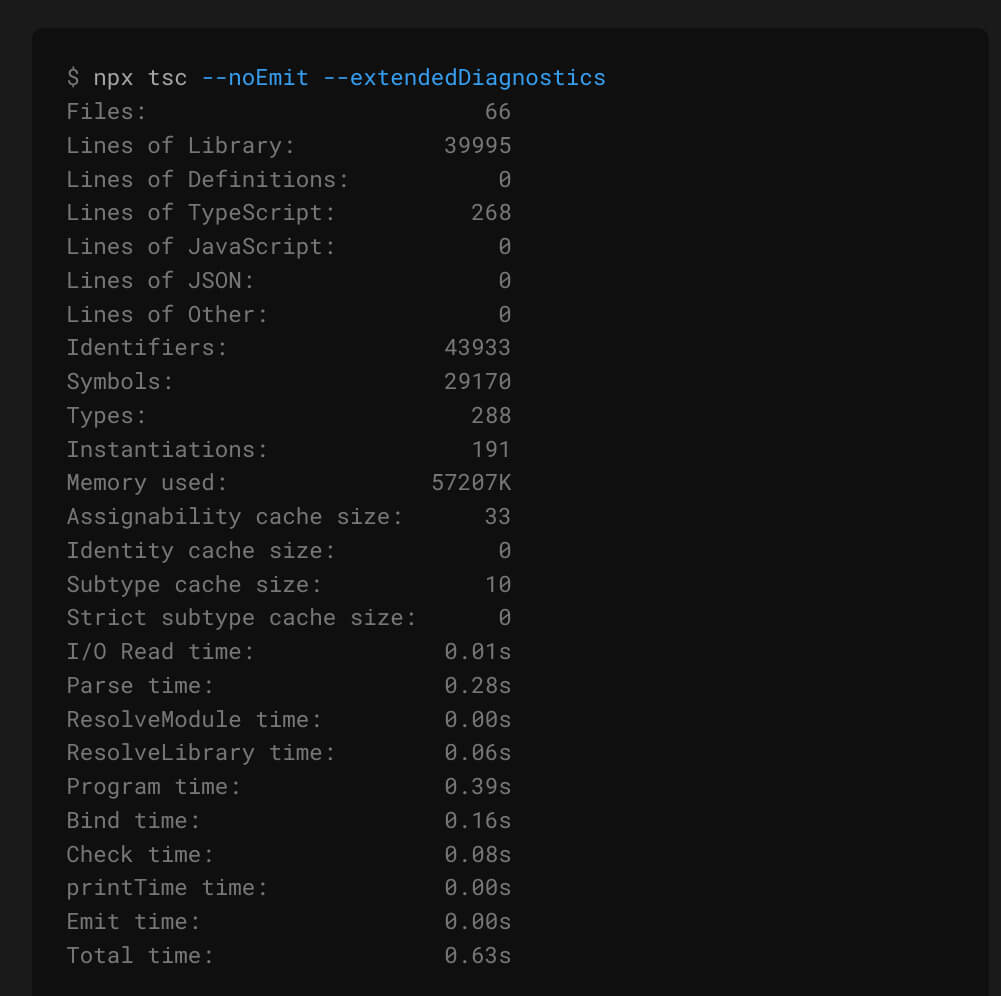 $ npx tsc --noEmit --extendedDiagnostics
Files: 66
Lines of Library: 39995
Lines of Definitions: 0
Lines of TypeScript: 268
Lines of JavaScript: 0
Lines of JSON: 0
Lines of Other: 0
Identifiers: 43933
Symbols: 29170
Types: 288
Instantiations: 191
Memory used: 57207K
Assignability cache size: 33
Identity cache size: 0
Subtype cache size: 10
Strict subtype cache size: 0
I/O Read time: 0.01s
Parse time: 0.28s
ResolveModule time: 0.00s
ResolveLibrary time: 0.06s
Program time: 0.39s
Bind time: 0.16s
Check time: 0.08s
printTime time: 0.00s
Emit time: 0.00s
Total time: 0.63s